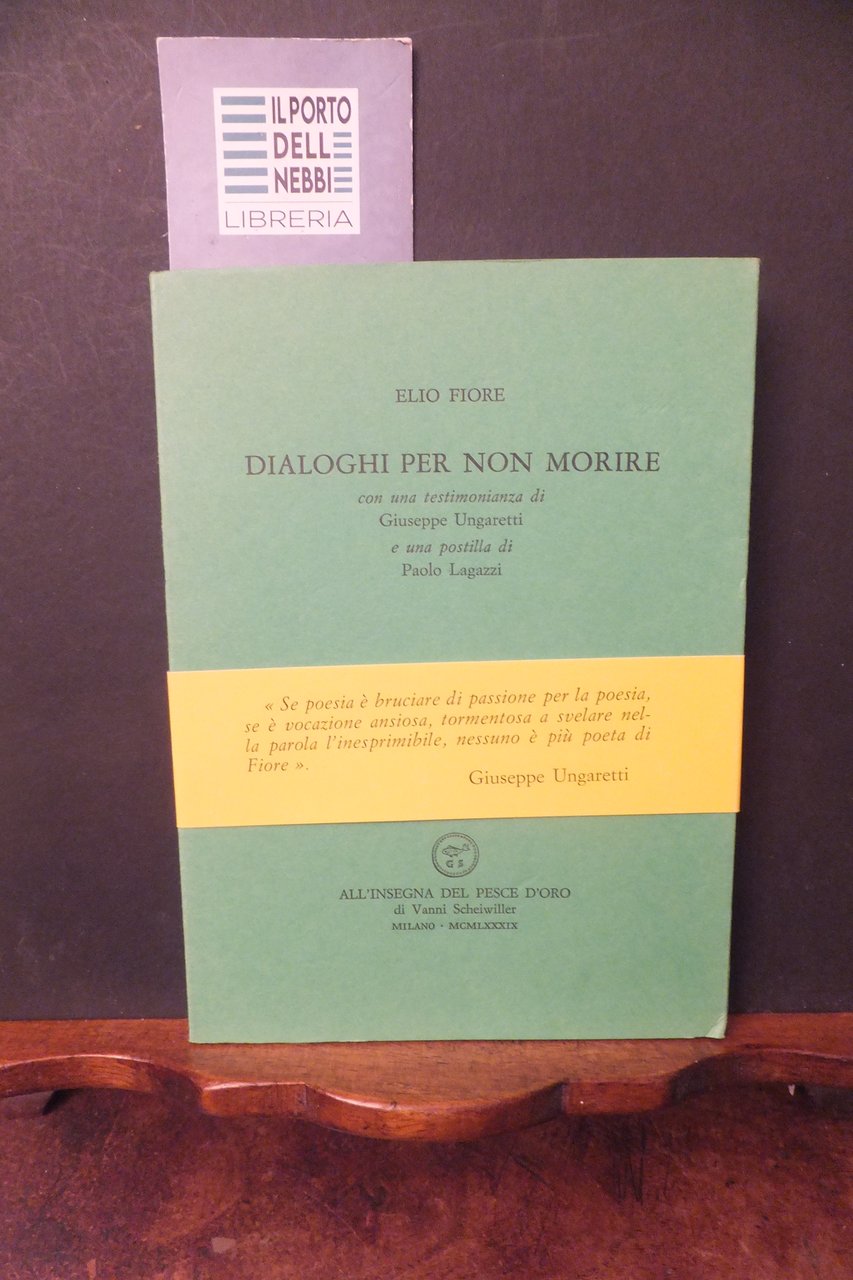 IL PORTO
DELL
NEBBI
LIBRERIA
ELIO FIORE
DIALOGHI PER NON MORIRE
con una testimonianza di
Giuseppe Ungaretti
e una postilla di
Paolo Lagazzi
« Se poesia è bruciare di passione per la poesia,
se è vocazione ansiosa, tormentosa a svelare nel-
la parola l'inesprimibile, nessuno è più poeta di
Fiore ».
Giuseppe Ungaretti
G S
ALL'INSEGNA DEL PESCE D'ORO
di Vanni Scheiwiller
MILANO · MCMLXXXIX